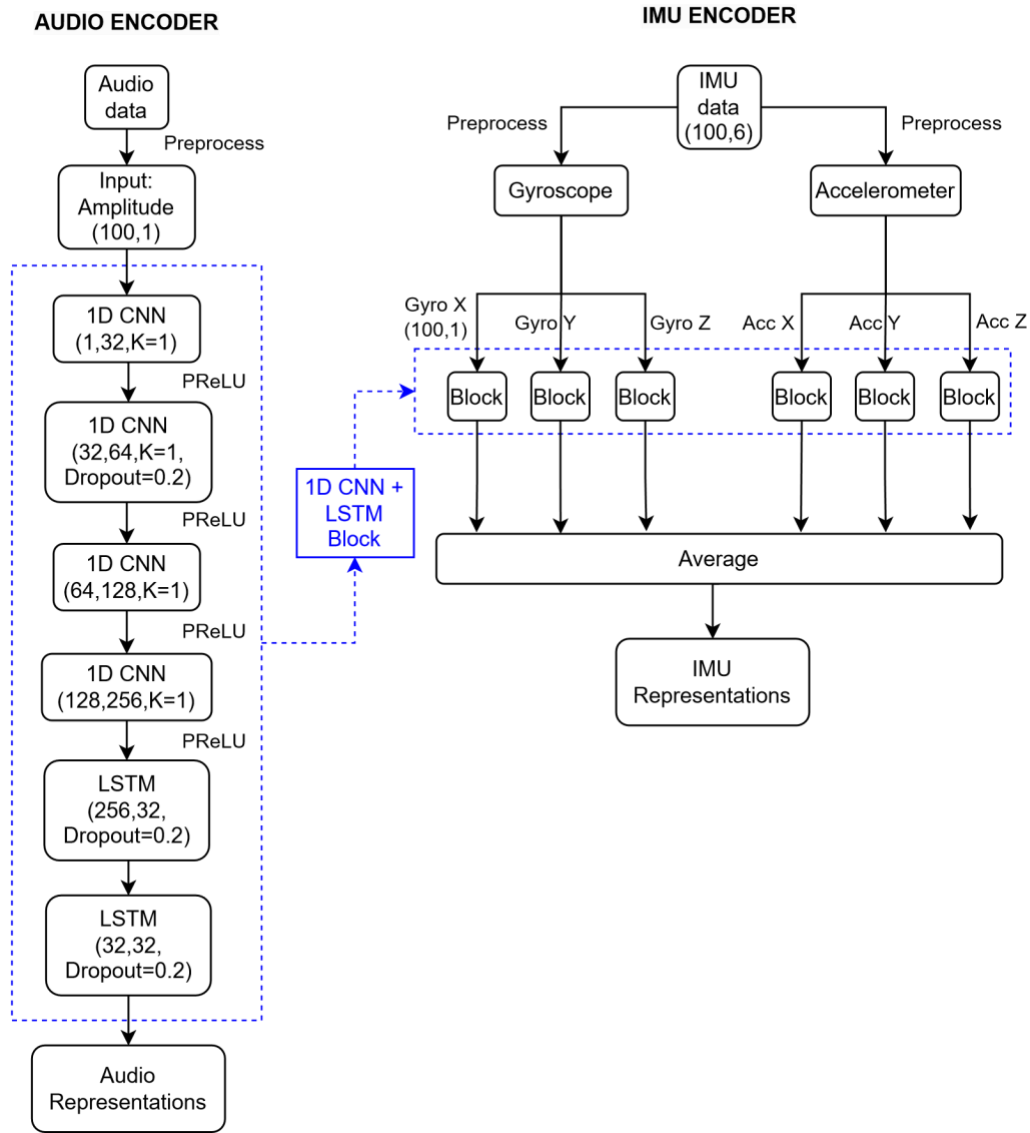 AUDIO ENCODER
Audio
data
Preprocess
Input:
Amplitude
(100,1)
1D CNN
(1,32,K=1)
PReLU
1D CNN
(32,64,K=1,
Dropout=0.2)
PReLU
1D CNN
(64,128,K=1)
PReLU
1D CNN
(128,256,K=1)
PReLU
LSTM
(256,32,
Dropout=0.2)
LSTM
(32,32,
Dropout=0.2)
Audio
Representations
1D CNN +
LSTM
Block
IMU ENCODER
IMU
data
(100,6)
Preprocess
Preprocess
Gyroscope
Accelerometer
Gyro X
(100,1)
Gyro Y
Gyro Z
Acc X
Acc Y
Acc Z
Block
Block
Block
Block
Block
Block
Average
IMU
Representations